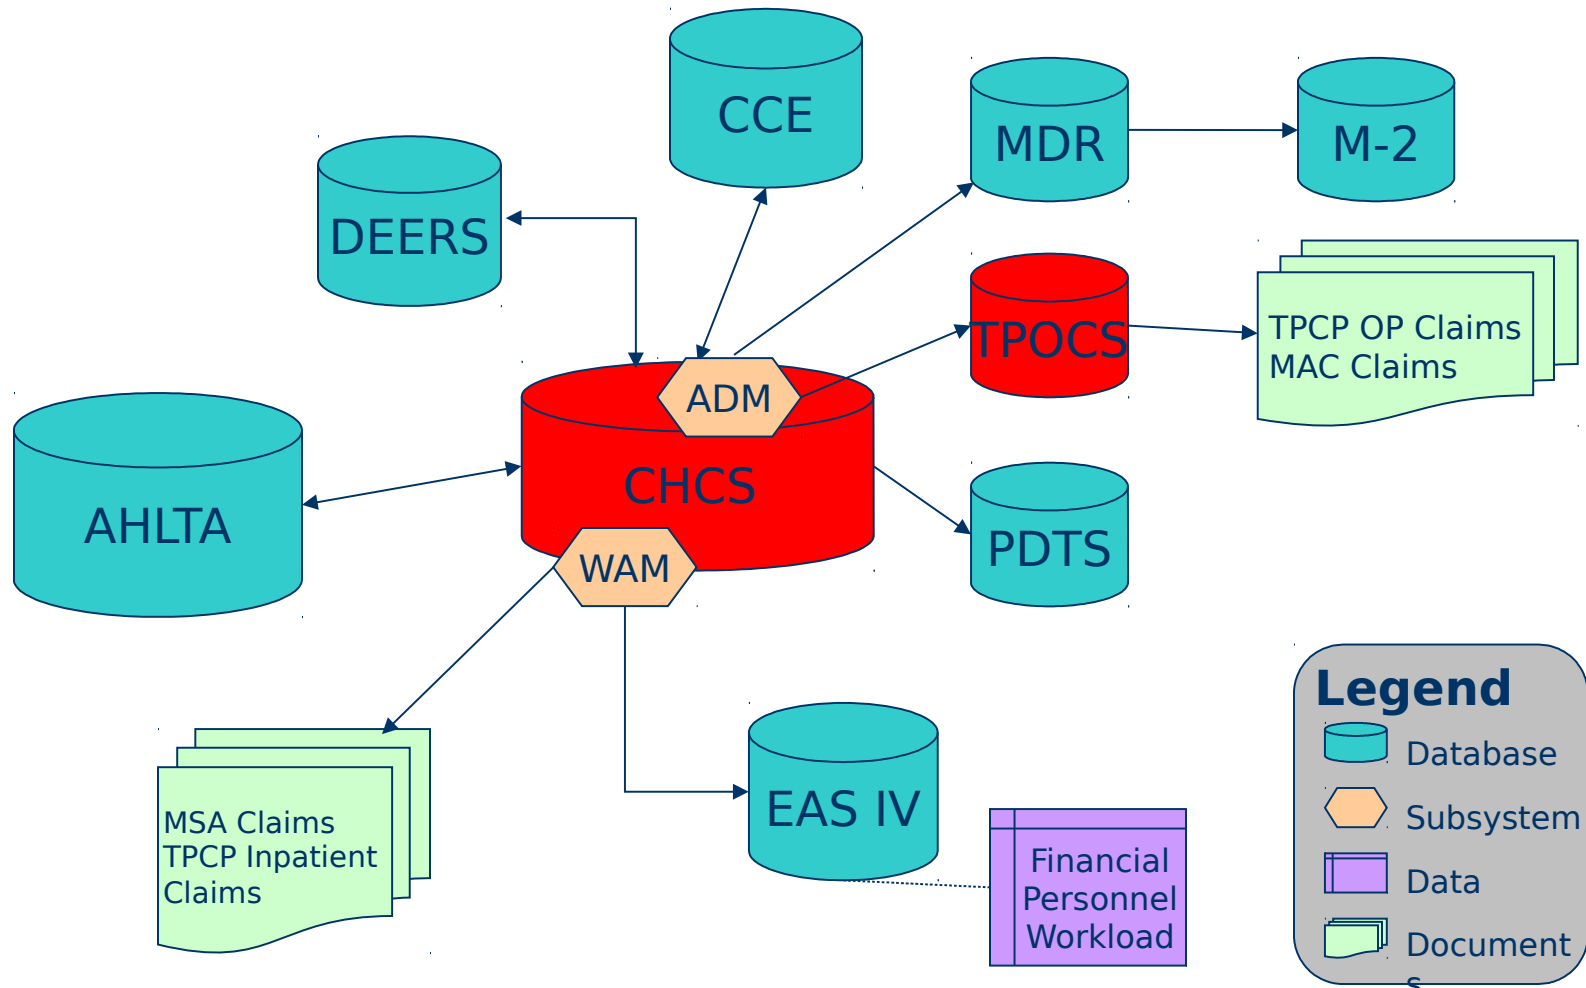 CCE
MDR
M-2
DEERS
TPOCS
TPCP OP Claims
MAC Claims
ADM
CHCS
AHLTA
PDTS
WAM
Legend
Database
Subsystem
Data
Document
s
EAS IV
Financial
Personnel
Workload
MSA Claims
TPCP Inpatient
Claims